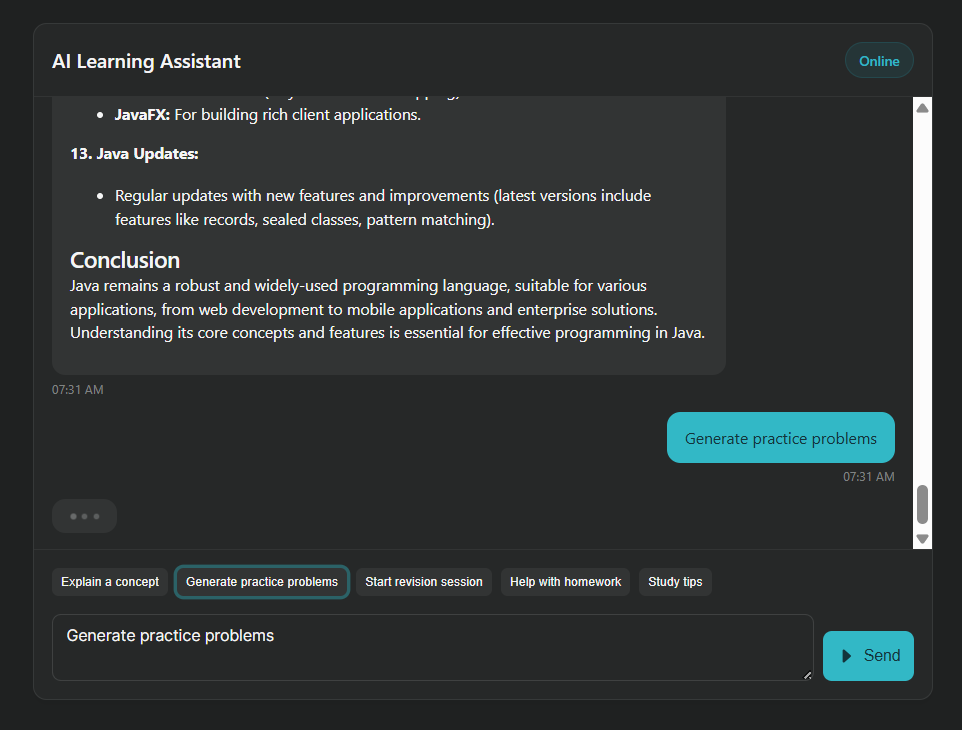 AI Learning Assistant
Online
JavaFX: For building rich client applications.
13. Java Updates:
Regular updates with new features and improvements (latest versions include
features like records, sealed classes, pattern matching).
Conclusion
Java remains a robust and widely-used programming language, suitable for various
applications, from web development to mobile applications and enterprise solutions.
Understanding its core concepts and features is essential for effective programming in Java.
07:31 AM
Generate practice problems
07:31 AM
Explain a concept
Generate practice problems
Start revision session
Help with homework
Study tips
Generate practice problems
Send